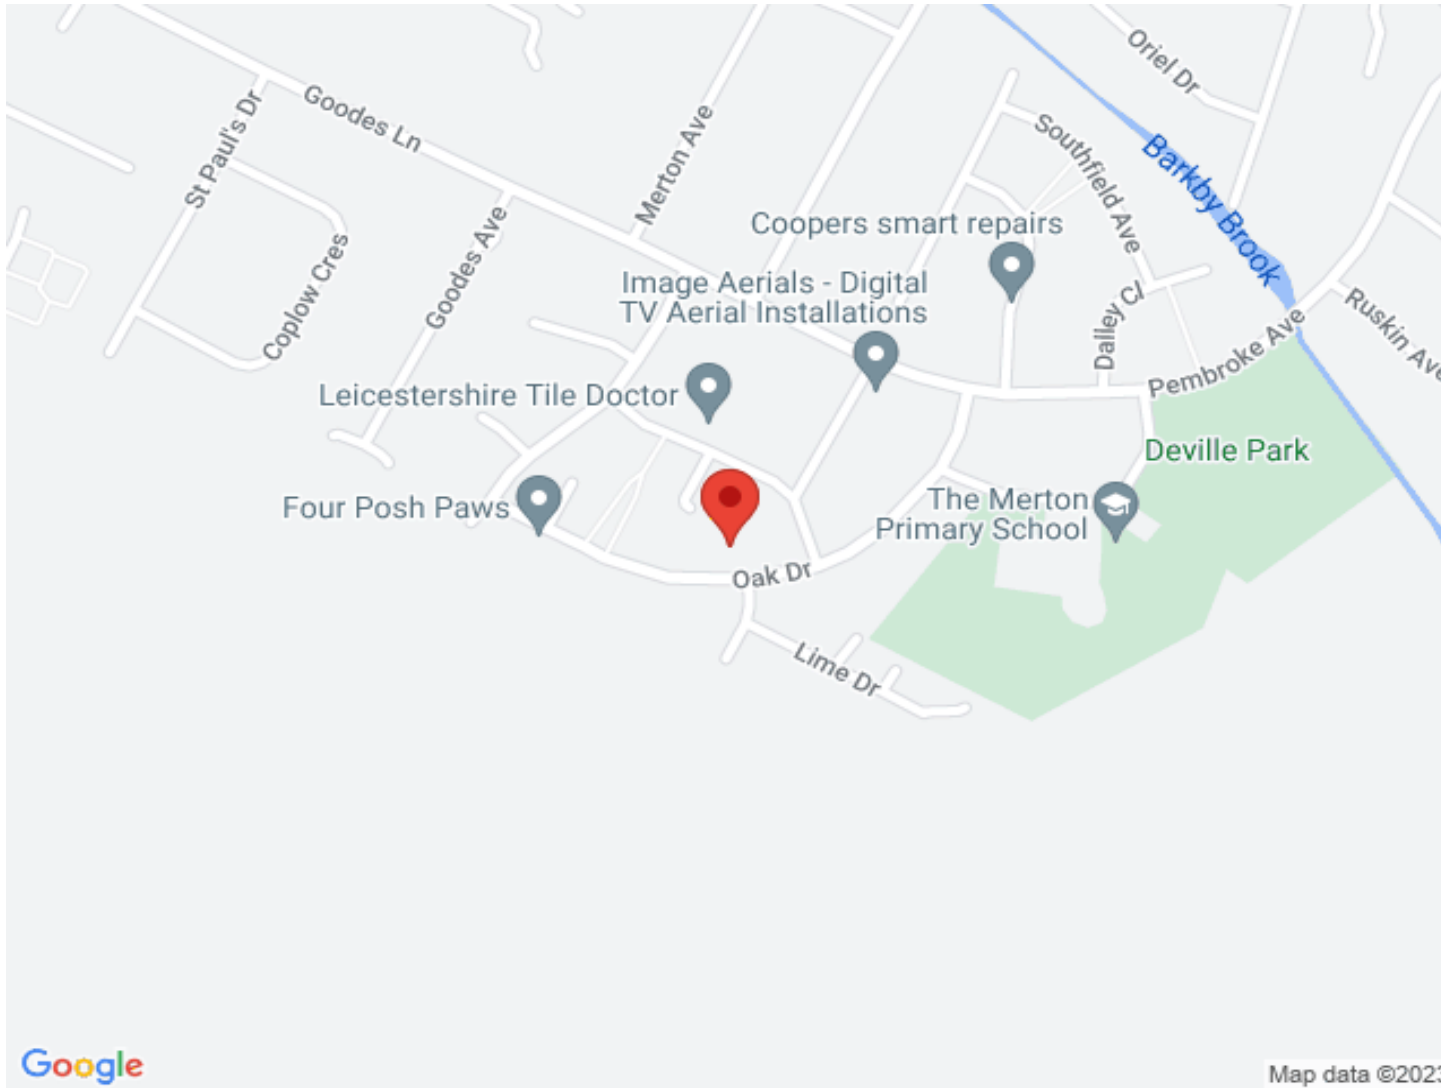 Oriel Dr
Goodes Ln
St Paul's Dr
Merton Ave
Southfield Ave
Barkby Brook
Coopers smart repairs
Goodes Ave
Coplow Cres
Image Aerials - Digital
TV Aerial Installations
Dalley Cl
Ruskin Ave
Pembroke Ave
Leicestershire Tile Doctor
Deville Park
Four Posh Paws
The Merton
Primary School
Oak Dr
Lime Dr
Google
Map data ©2023